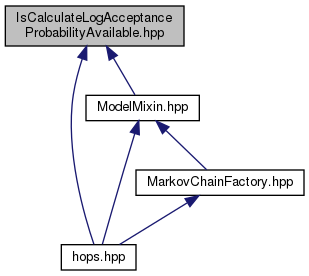 IsCalculateLogAcceptance
ProbabilityAvailable.hpp
ModelMixin.hpp
MarkovChainFactory.hpp
hops.hpp